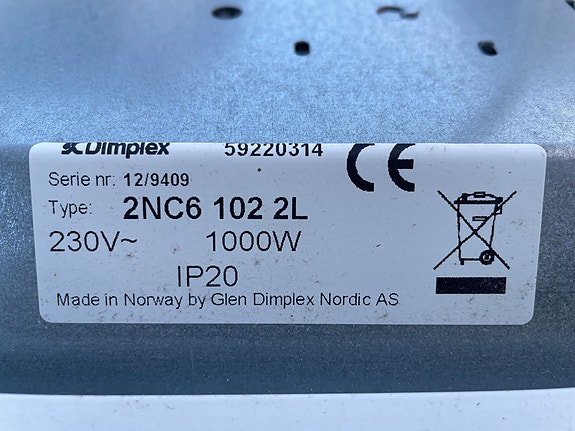 Dimplex 59220314 CE
Serie nr: 12/9409
Type: 2NC6 102 2L
230V~ 1000W
IP20
Made in Norway by Glen Dimplex Nordic AS